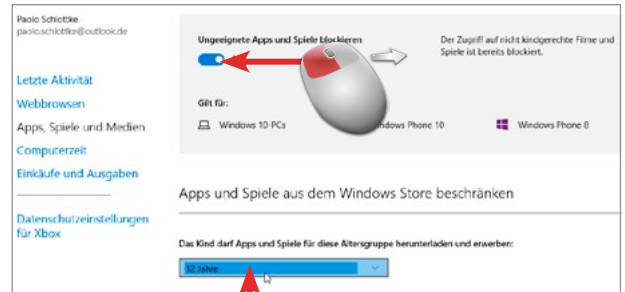 Paolo Schlottke
paolo.schlottke@outlook.de
Letzte Aktivität
Webbrowsen
Apps, Spiele und Medien
Computerzeit
Einkäufe und Ausgaben
Datenschutzeinstellungen
für Xbox
Ungeeignete Apps und Spiele blockieren
Der Zugriff auf nicht kindgerechte Filme und
Spiele ist bereits blockiert.
Gilt für:
Windows 10-PCs
Phone 10
Windows Phone 8
Apps und Spiele aus dem Windows Store beschränken
Das Kind darf Apps und Spiele für diese Altersgruppe herunterladen und erwerben:
12 Jahre